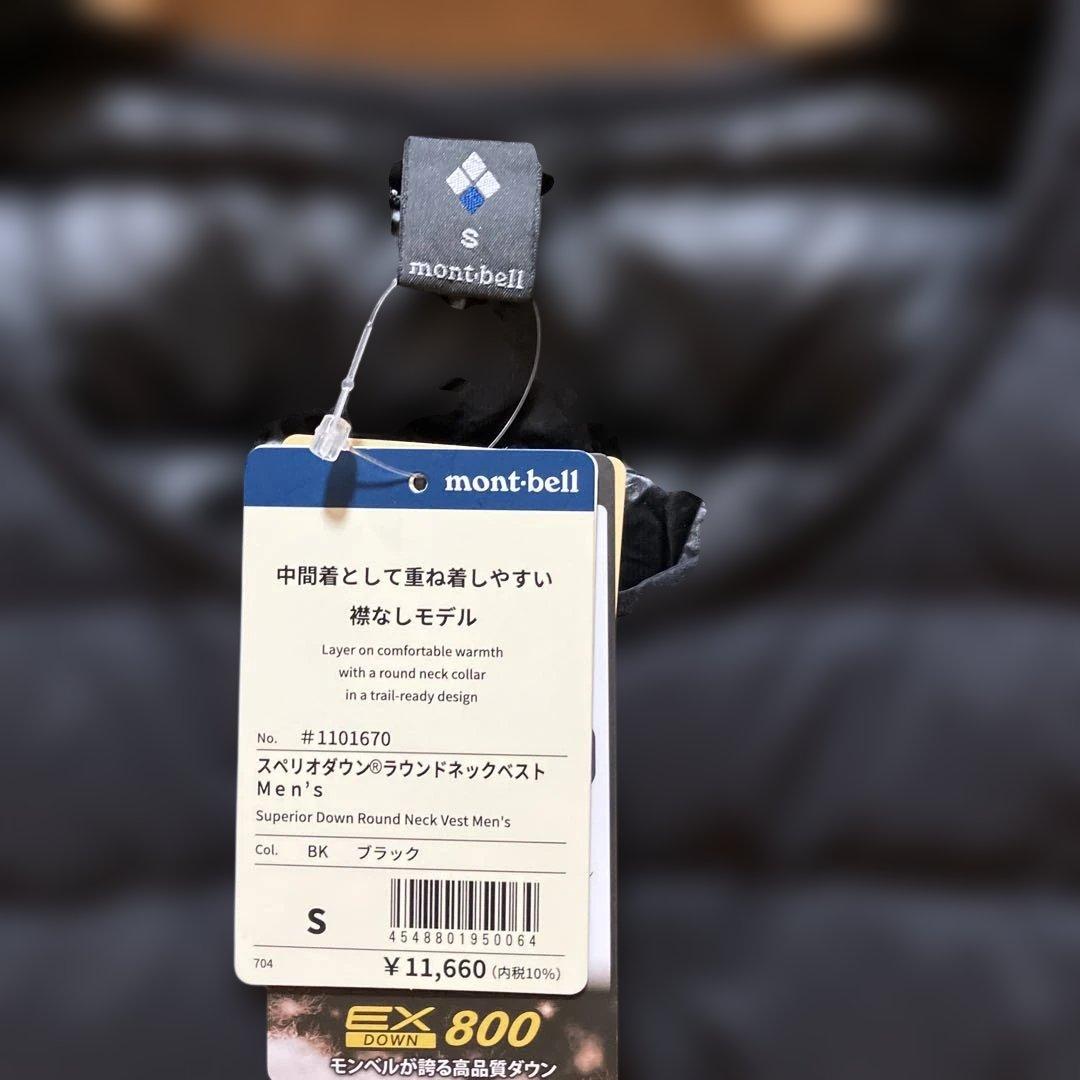 S
mont·bell
mont·bell
中間着として重ね着しやすい
襟なしモデル
Layer on comfortable warmth
with a round neck collar
in a trail-ready design
No. #1101670
スペリオダウン®ラウンドネックベスト
Men's
Superior Down Round Neck Vest Men's
Col. BK ブラック
S
4548801950064
704 ¥11,660(内税10%)
EX DOWN 800
モンベルが誇る高品質ダウン